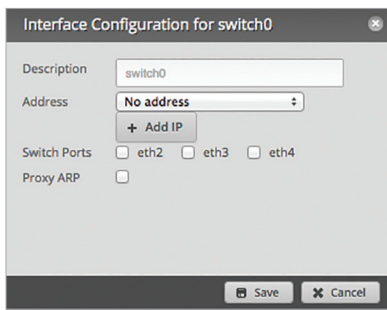 Interface Configuration for switch0
Description switch0
Address No address
+ Add IP
Switch Ports eth2 eth3 eth4
Proxy ARP
Save Cancel